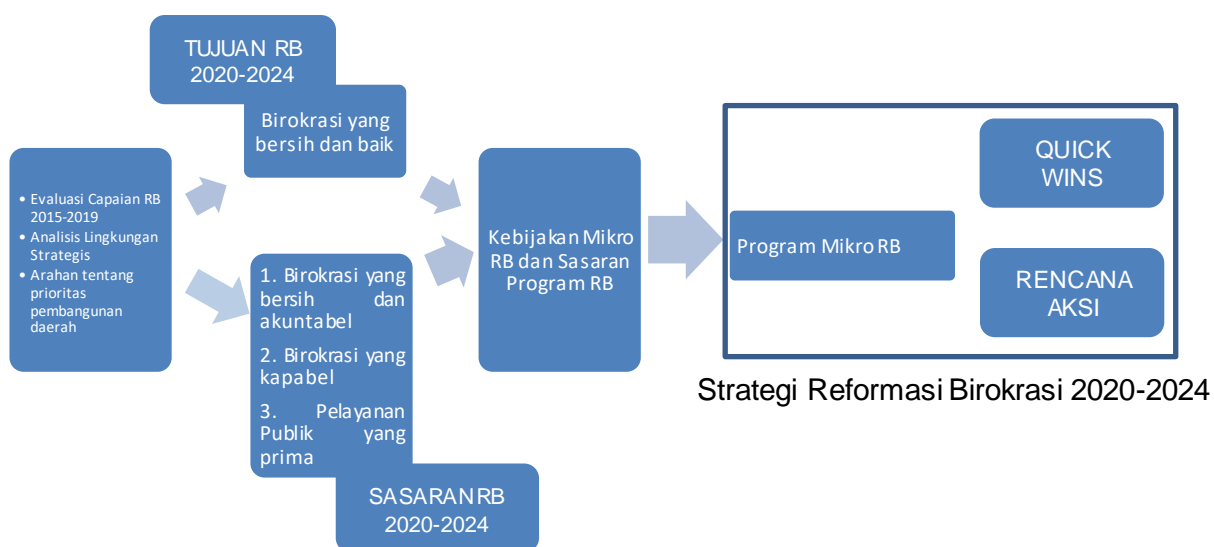 TUJUAN RB
2020-2024
Birokrasi yang
bersih dan baik
• Evaluasi Capaian RB
2015-2019
• Analisis Lingkungan
Strategis
• Arahan tentang
prioritas
pembangunan
daerah
1. Birokrasi yang
bersih dan
akuntabel
2. Birokrasi yang
kapabel
3. Pelayanan
Publik yang
prima
SASARAN RB
2020-2024
Kebijakan Mikro
RB dan Sasaran
Program RB
Program Mikro RB
QUICK
WINS
RENCANA
AKSI
Strategi Reformasi Birokrasi 2020-2024